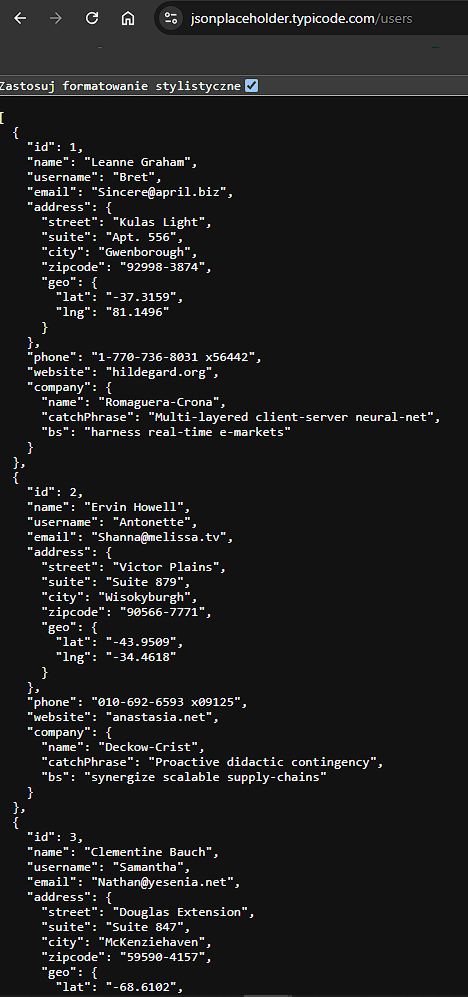 jsonplaceholder.typicode.com/users
Zastosuj formatowanie stylistyczne
[
  {
    "id": 1,
    "name": "Leanne Graham",
    "username": "Bret",
    "email": "Sincere@april.biz",
    "address": {
      "street": "Kulas Light",
      "suite": "Apt. 556",
      "city": "Gwenborough",
      "zipcode": "92998-3874",
      "geo": {
        "lat": "-37.3159",
        "lng": "81.1496"
      }
    },
    "phone": "1-770-736-8031 x56442",
    "website": "hildegard.org",
    "company": {
      "name": "Romaguera-Crona",
      "catchPhrase": "Multi-layered client-server neural-net",
      "bs": "harness real-time e-markets"
    }
  },
  {
    "id": 2,
    "name": "Ervin Howell",
    "username": "Antonette",
    "email": "Shanna@melissa.tv",
    "address": {
      "street": "Victor Plains",
      "suite": "Suite 879",
      "city": "Wisokyburgh",
      "zipcode": "90566-7771",
      "geo": {
        "lat": "-43.9509",
        "lng": "-34.4618"
      }
    },
    "phone": "010-692-6593 x09125",
    "website": "anastasia.net",
    "company": {
      "name": "Deckow-Crist",
      "catchPhrase": "Proactive didactic contingency",
      "bs": "synergize scalable supply-chains"
    }
  },
  {
    "id": 3,
    "name": "Clementine Bauch",
    "username": "Samantha",
    "email": "Nathan@yesenia.net",
    "address": {
      "street": "Douglas Extension",
      "suite": "Suite 847",
      "city": "McKenziehaven",
      "zipcode": "59590-4157",
      "geo": {
        "lat": "-68.6102",